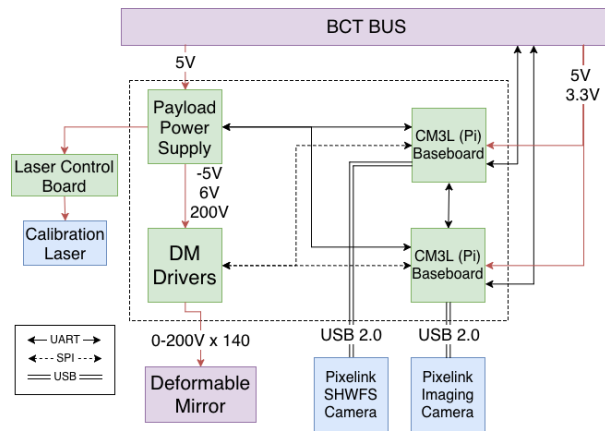 BCT BUS
5V
5V
3.3V
Payload
Power
Supply
CM3L (Pi)
Baseboard
Laser Control
Board
-5V
6V
200V
Calibration
Laser
DM
Drivers
CM3L (Pi)
Baseboard
UART
SPI
USB
0-200V x 140
USB 2.0
USB 2.0
Deformable
Mirror
Pixelink
SHWFS
Camera
Pixelink
Imaging
Camera